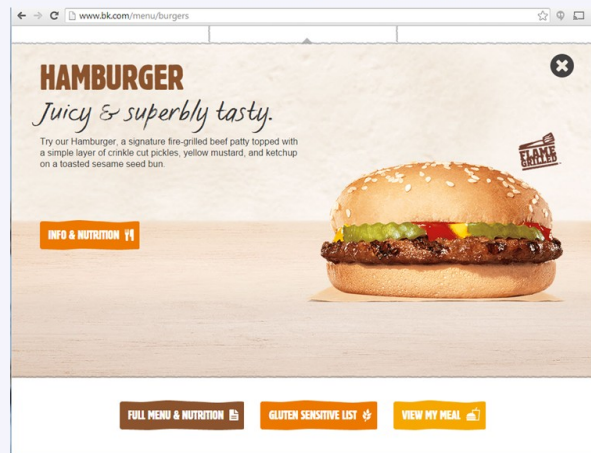 www.bk.com/menu/burgers
HAMBURGER
Juicy & superbly tasty.
Try our Hamburger, a signature fire-grilled beef patty topped with
a simple layer of crinkle cut pickles, yellow mustard, and ketchup
on a toasted sesame seed bun.
FLAME
GRILLED
INFO & NUTRITION
FULL MENU & NUTRITION
GLUTEN SENSITIVE LIST
VIEW MY MEAL